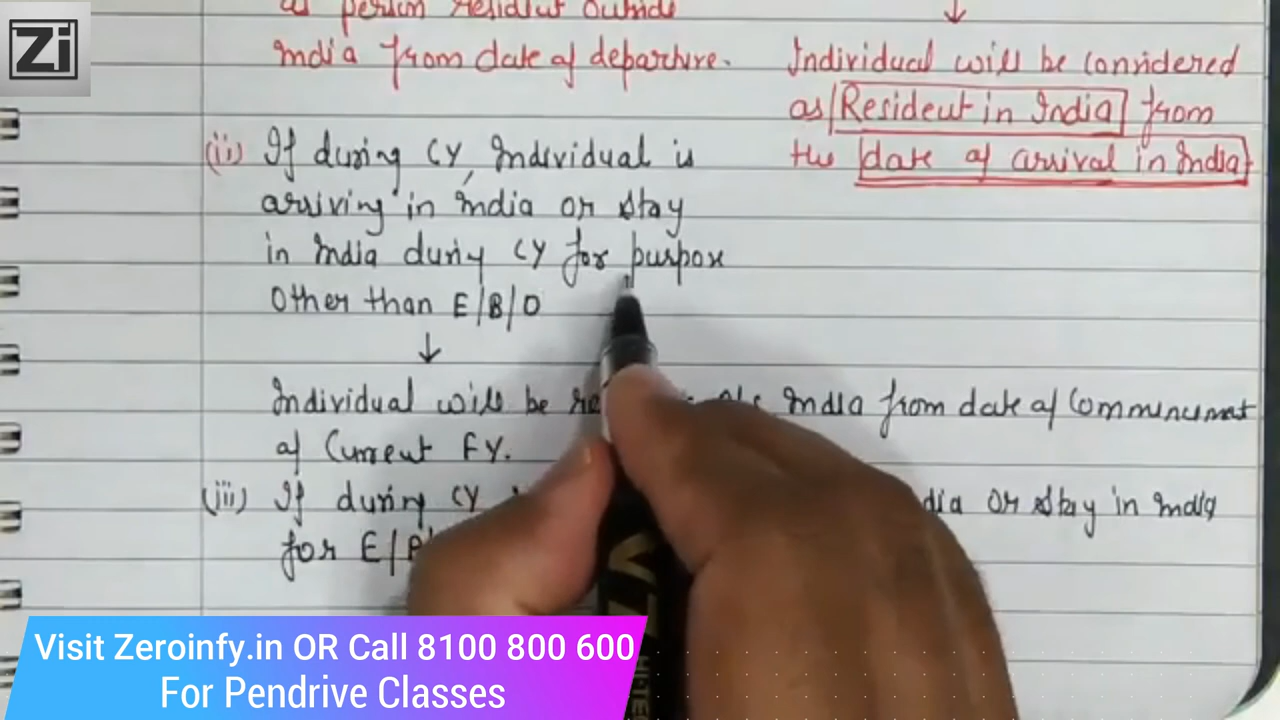 Zi
as person resident outside
India from date of departure.
Individual will be considered
as Resident in India from
the date of arrival in India
(ii) If during CY, Individual is
arriving in India or stay
in India during CY for purpose
Other than E/B/O
↓
Individual will be India from date of Commencement
of Current FY.
(iii) If during CY or stay in India
for E/
Visit Zeroinfy.in OR Call 8100 800 600
For Pendrive Classes